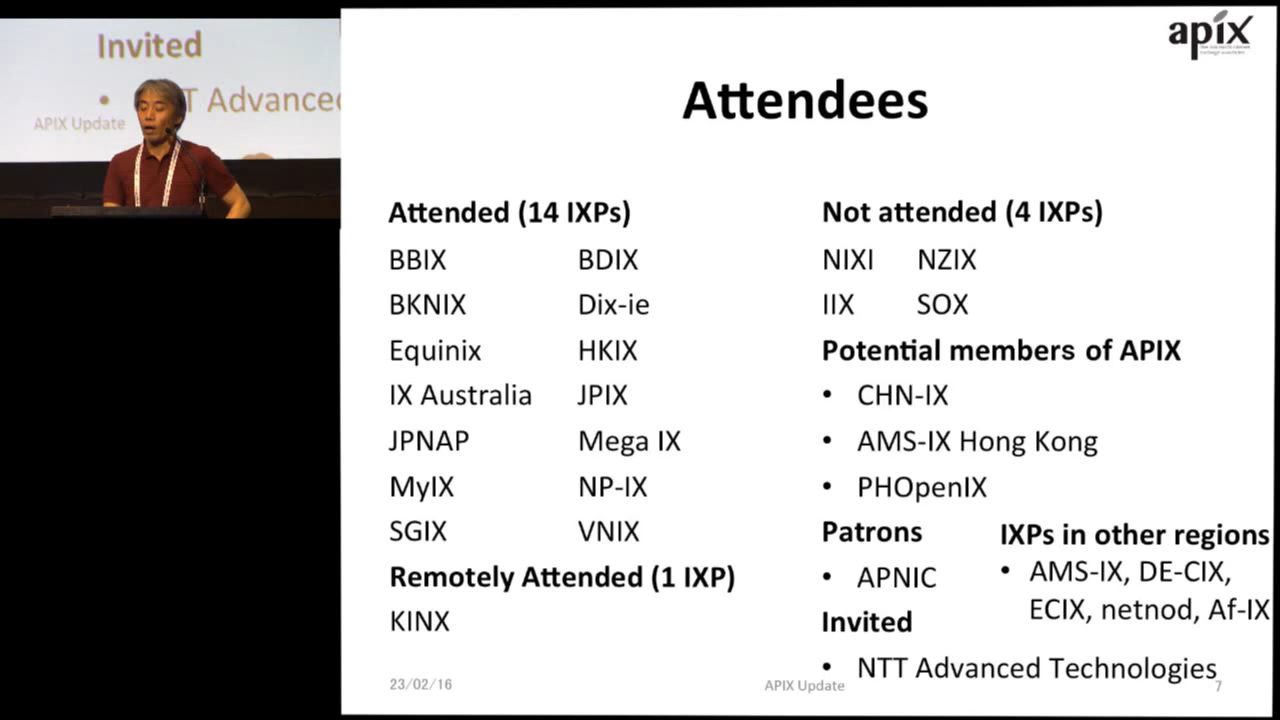 Invited
• T Advanced
APIX Update
apix
Attendees
Attended (14 IXPs)
BBIX BDIX
BKNIX Dix-ie
Equinix HKIX
IX Australia JPIX
JPNAP Mega IX
MyIX NP-IX
SGIX VNIX
Remotely Attended (1 IXP)
KINX
Not attended (4 IXPs)
NIXI NZIX
IIX SOX
Potential members of APIX
• CHN-IX
• AMS-IX Hong Kong
• PHOpenIX
Patrons
• APNIC
IXPs in other regions
• AMS-IX, DE-CIX,
ECIX, netnod, Af-IX
Invited
• NTT Advanced Technologies
23/02/16 APIX Update 7